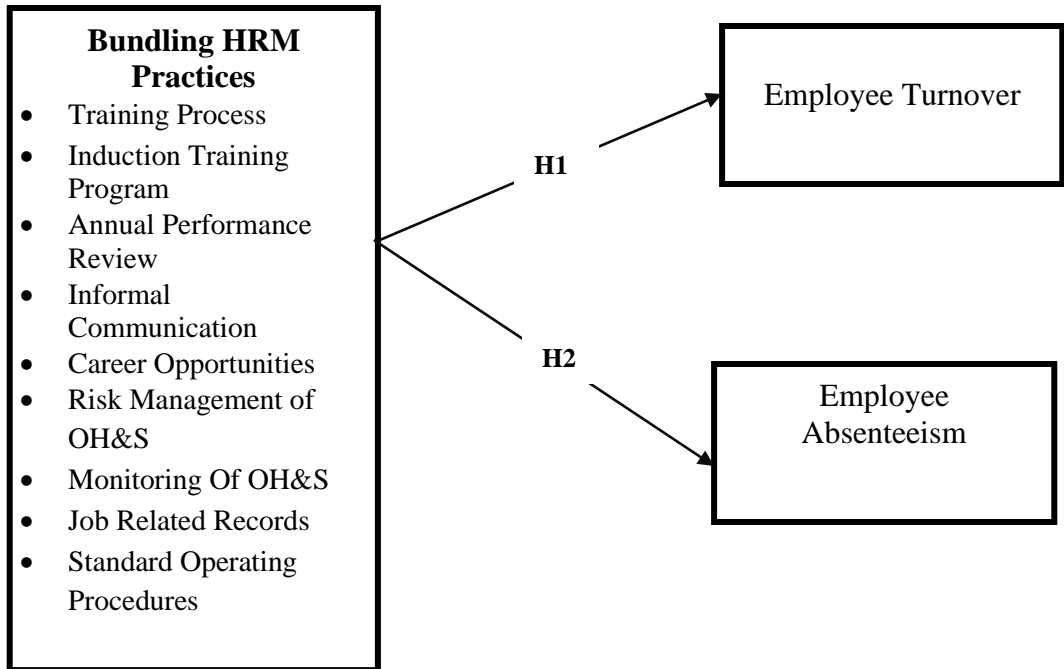 Bundling HRM
Practices
• Training Process
• Induction Training
Program
• Annual Performance
Review
• Informal
Communication
• Career Opportunities
• Risk Management of
OH&S
• Monitoring Of OH&S
• Job Related Records
• Standard Operating
Procedures
H1
H2
Employee Turnover
Employee
Absenteeism